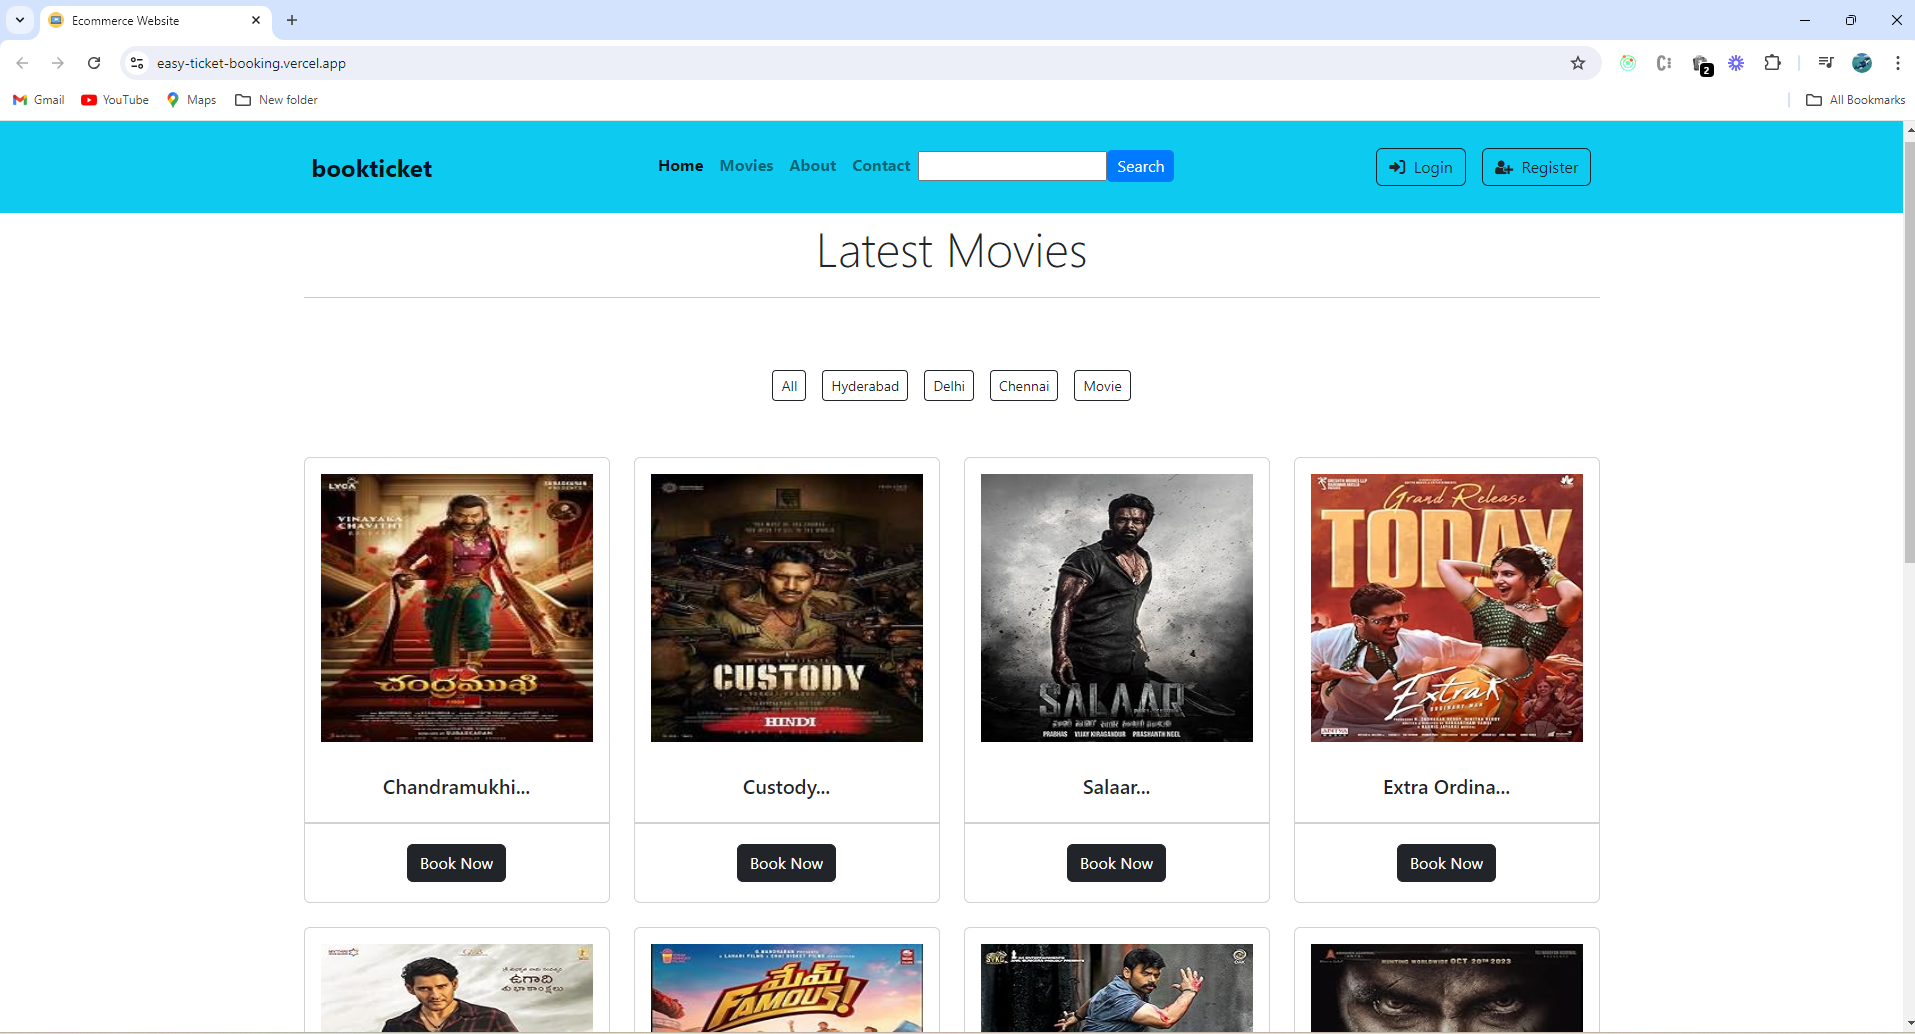 Ecommerce Website
easy-ticket-booking.vercel.app
2
Gmail YouTube Maps New folder All Bookmarks
bookticket Home Movies About Contact Search Login Register
Latest Movies
All Hyderabad Delhi Chennai Movie
LYCA
VINAYAKA
CHAVITHI
చంద్రముఖి
CUSTODY
HINDI
SALAAR
PRABHAS VIJAY KIRAGANDUR PRASHANTH NEEL
Grand Release
TODAY
Extra
ORDINARY MAN
Chandramukhi... Custody... Salaar... Extra Ordina...
Book Now Book Now Book Now Book Now
ఉగాది
శుభాకాంక్షలు
మేమ్
FAMOUS!
HUNTING WORLDWIDE OCT 20TH 2023